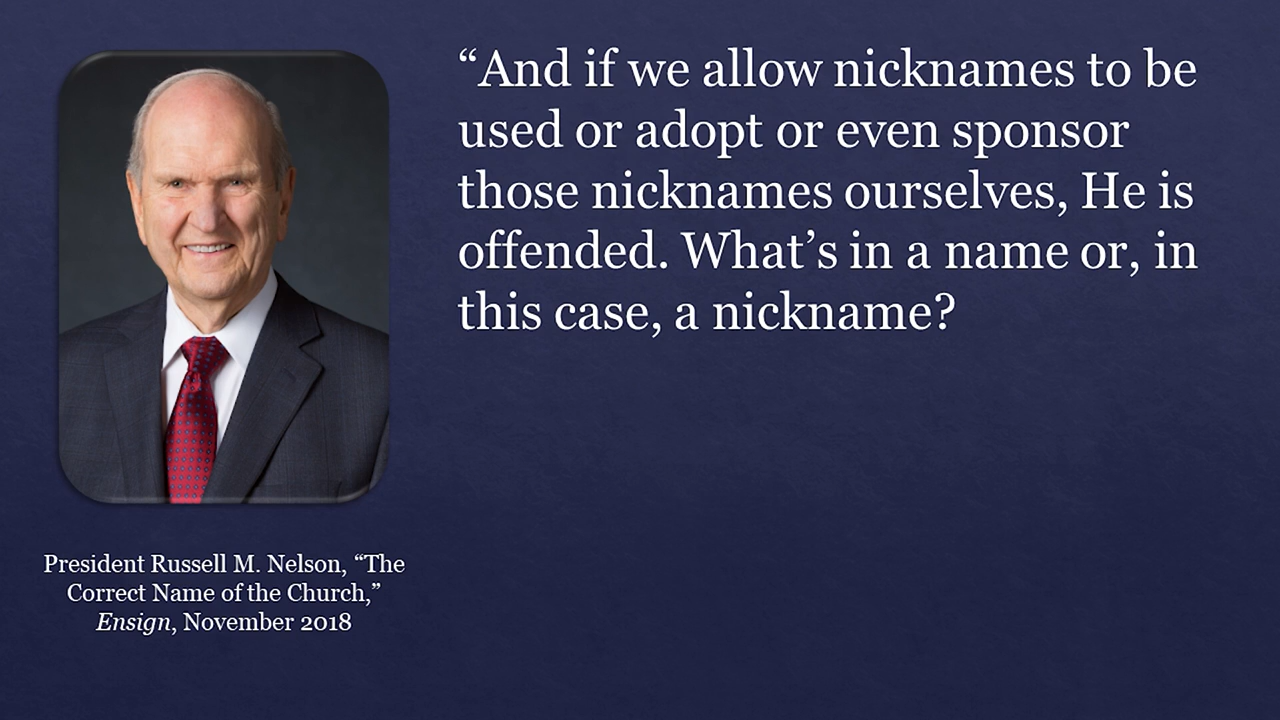 “And if we allow nicknames to be
used or adopt or even sponsor
those nicknames ourselves, He is
offended. What’s in a name or, in
this case, a nickname?
President Russell M. Nelson, “The
Correct Name of the Church,”
Ensign, November 2018